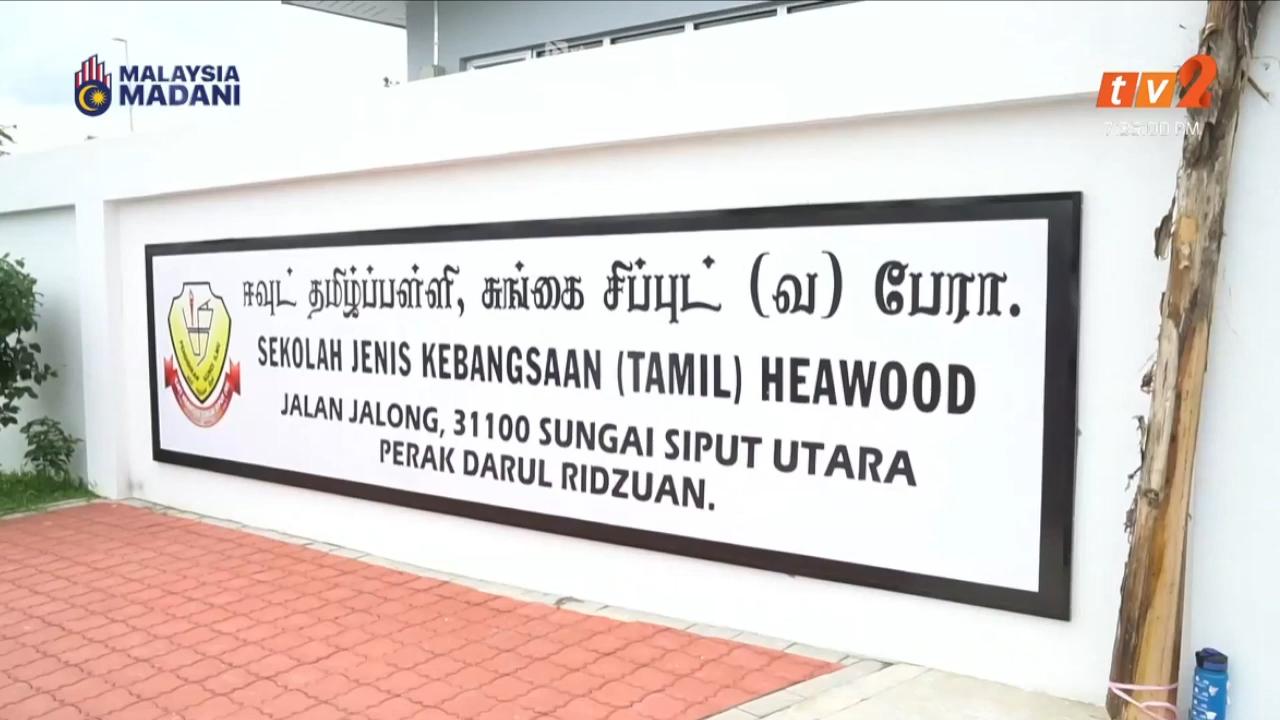 MALAYSIA
MADANI
tv2
ஈவுட் தமிழ்ப்பள்ளி, சுங்கை சிப்புட் (வ) பேரா.
SEKOLAH JENIS KEBANGSAAN (TAMIL) HEAWOOD
JALAN JALONG, 31100 SUNGAI SIPUT UTARA
PERAK DARUL RIDZUAN.